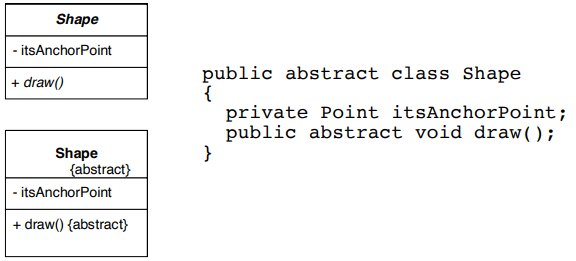 Shape
- itsAnchorPoint
+ draw()
Shape
{abstract}
- itsAnchorPoint
+ draw() {abstract}
public abstract class Shape
{
private Point itsAnchorPoint;
public abstract void draw();
}